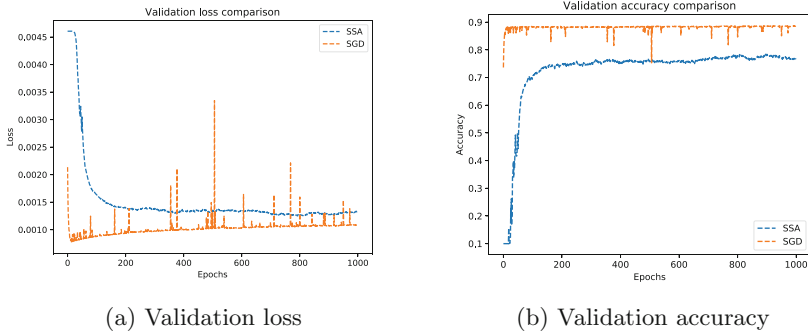 Validation loss comparison
SSA
SGD
0,0045
0,0040
0,0035
0,0030
0,0025
0,0020
0,0015
0,0010
Loss
0
200
400
600
800
1000
Epochs
(a) Validation loss
Validation accuracy comparison
0,9
0,8
0,7
0,6
0,5
0,4
0,3
0,2
0,1
Accuracy
SSA
SGD
0
200
400
600
800
1000
Epochs
(b) Validation accuracy